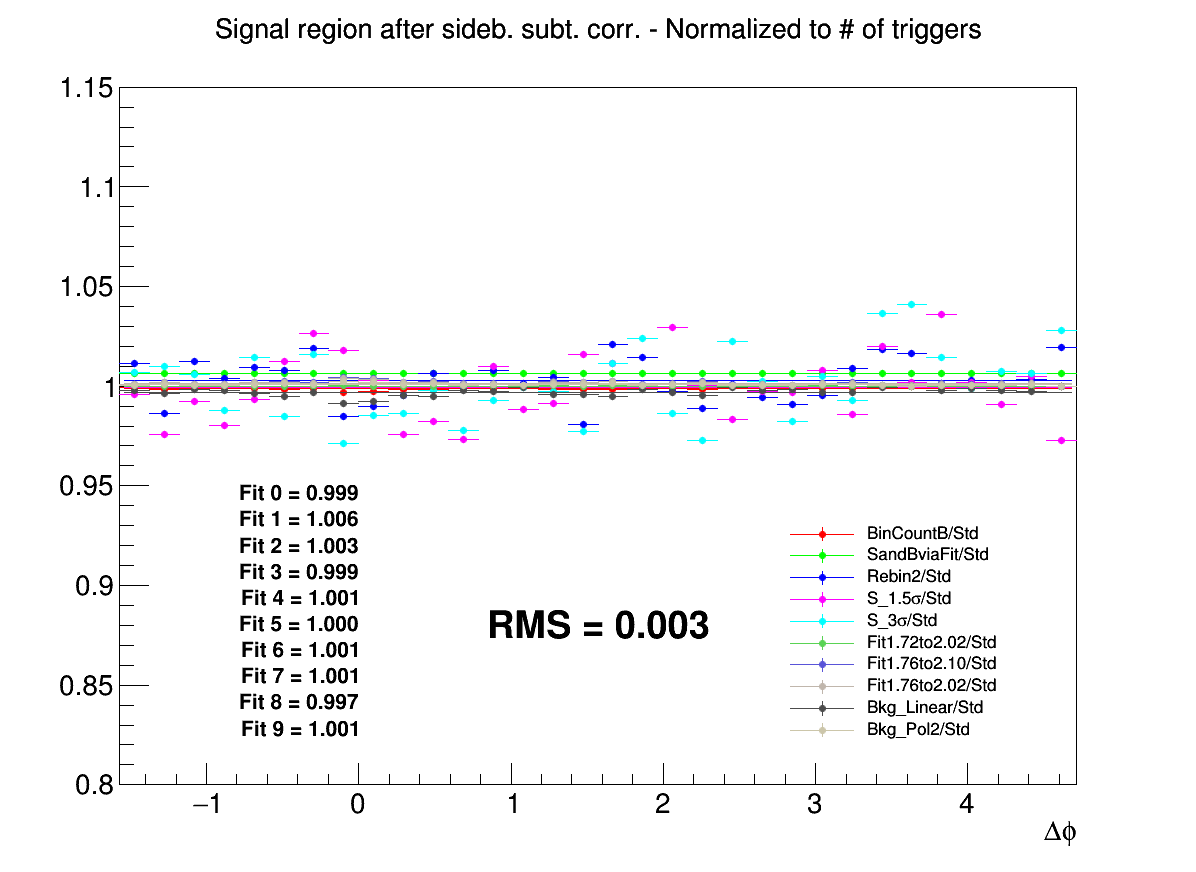 Signal region after sideb. subt. corr. - Normalized to # of triggers
1.15
1.1
1.05
1
0.95
0.9
0.85
0.8
Fit 0 = 0.999
Fit 1 = 1.006
Fit 2 = 1.003
Fit 3 = 0.999
Fit 4 = 1.001
Fit 5 = 1.000
Fit 6 = 1.001
Fit 7 = 1.001
Fit 8 = 0.997
Fit 9 = 1.001
RMS = 0.003
BinCountB/Std
SandBviaFit/Std
Rebin2/Std
S_1.5σ/Std
S_3σ/Std
Fit1.72to2.02/Std
Fit1.76to2.10/Std
Fit1.76to2.02/Std
Bkg_Linear/Std
Bkg_Pol2/Std
−1 0 1 2 3 4
Δϕ